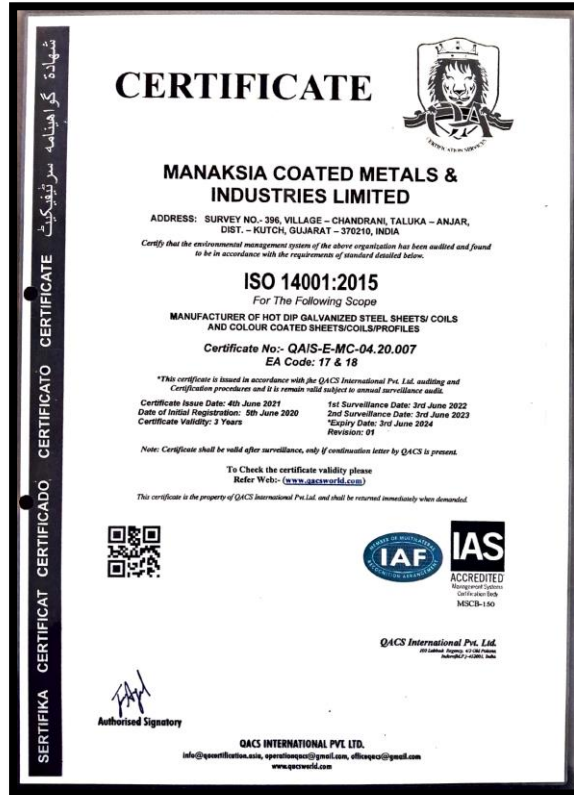 شهادة گواهينامه سرٹیفیکیٹ
SERTIFIKA CERTIFICAT CERTIFICADO CERTIFICATO CERTIFICATE
CERTIFICATE
CERTIFICATION SERVICES
MANAKSIA COATED METALS &
INDUSTRIES LIMITED
ADDRESS: SURVEY NO.- 396, VILLAGE – CHANDRANI, TALUKA – ANJAR,
DIST. – KUTCH, GUJARAT – 370210, INDIA
Certify that the environmental management system of the above organization has been audited and found
to be in accordance with the requirements of standard detailed below.
ISO 14001:2015
For The Following Scope
MANUFACTURER OF HOT DIP GALVANIZED STEEL SHEETS/ COILS
AND COLOUR COATED SHEETS/COILS/PROFILES
Certificate No:- QAIS-E-MC-04.20.007
EA Code: 17 & 18
*This certificate is issued in accordance with the QACS International Pvt. Ltd. auditing and
Certification procedures and it is remain valid subject to annual surveillance audit.
Certificate Issue Date: 4th June 2021
Date of Initial Registration: 5th June 2020
Certificate Validity: 3 Years
1st Surveillance Date: 3rd June 2022
2nd Surveillance Date: 3rd June 2023
*Expiry Date: 3rd June 2024
Revision: 01
Note: Certificate shall be valid after surveillance, only if continuation letter by QACS is present.
To Check the certificate validity please
Refer Web:- (www.qacsworld.com)
This certificate is the property of QACS International Pvt.Ltd. and shall be returned immediately when demanded.
MEMBER OF MULTILATERAL
RECOGNITION ARRANGEMENT
IAF
IAS
ACCREDITED
Management Systems
Certification Body
MSCB-150
QACS International Pvt. Ltd.
Authorised Signatory
QACS INTERNATIONAL PVT. LTD.
info@qacertification.asia, operationqacs@gmail.com, officeqacs@gmail.com
www.qacsworld.com